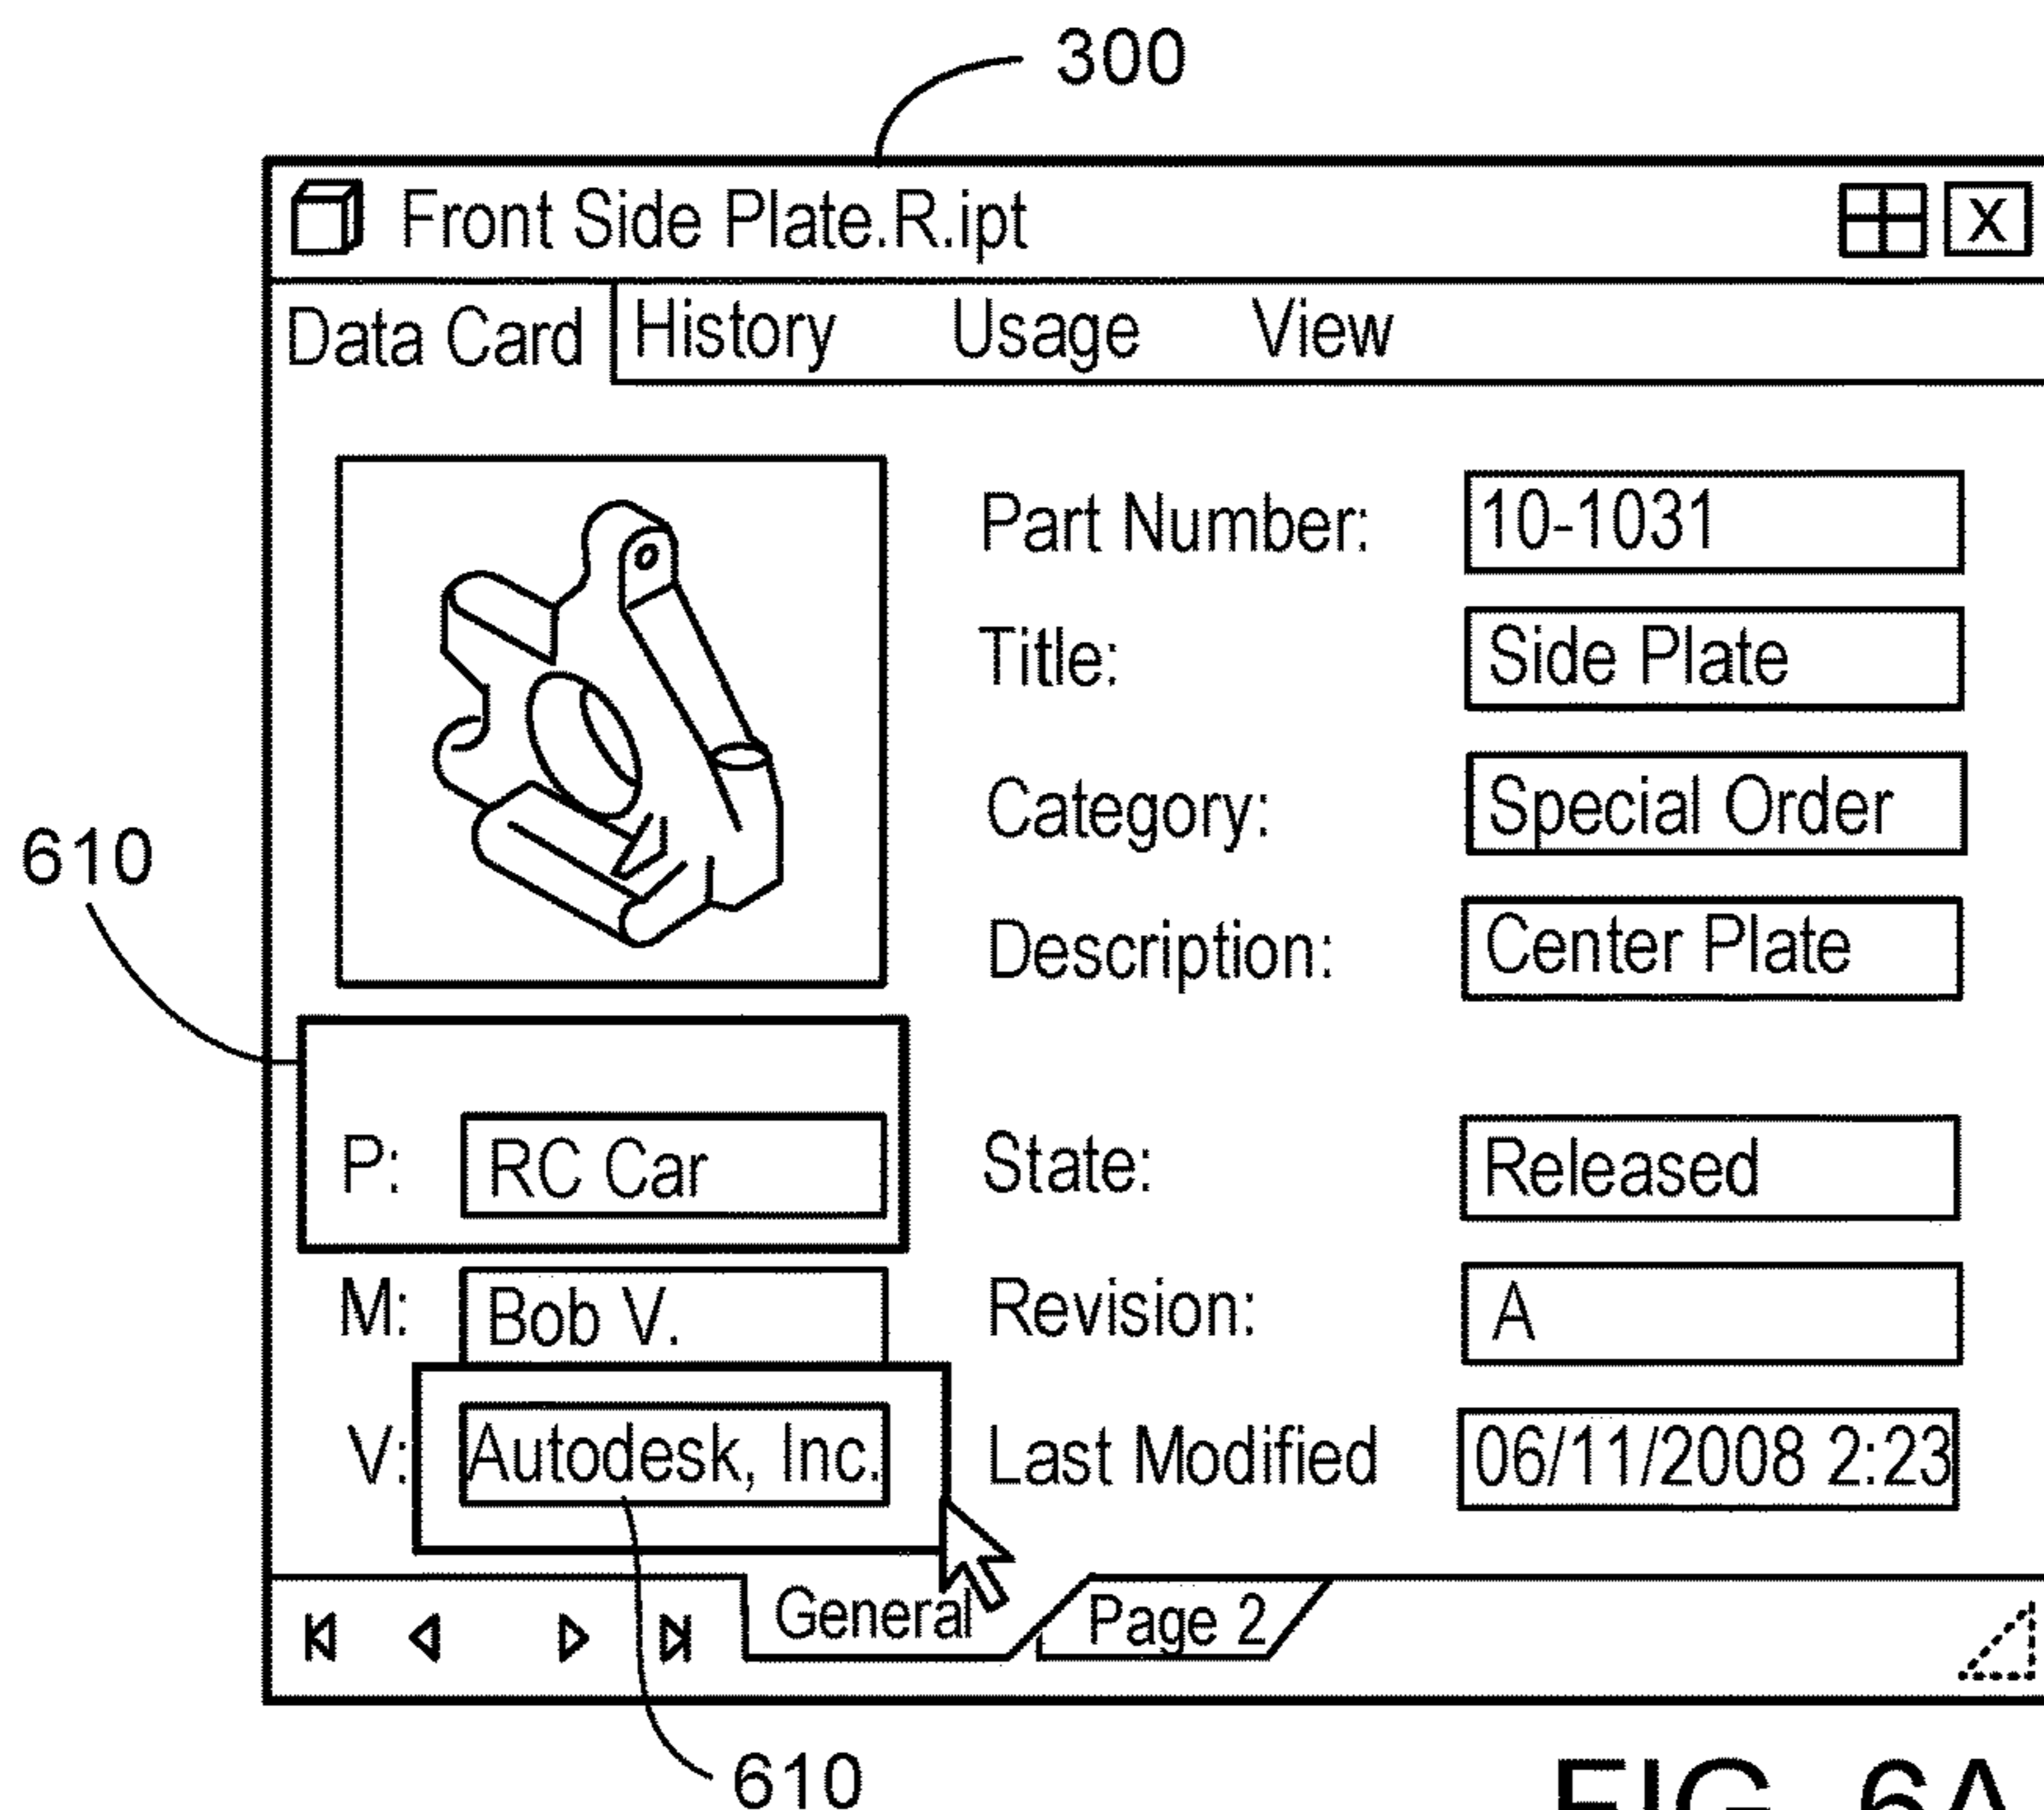 300
Front Side Plate.R.ipt X
Data Card History Usage View
Part Number: 10-1031
Title: Side Plate
Category: Special Order
610
Description: Center Plate
P: RC Car State: Released
M: Bob V. Revision: A
V: Autodesk, Inc. Last Modified 06/11/2008 2:23
General Page 2
610
FIG. 6A